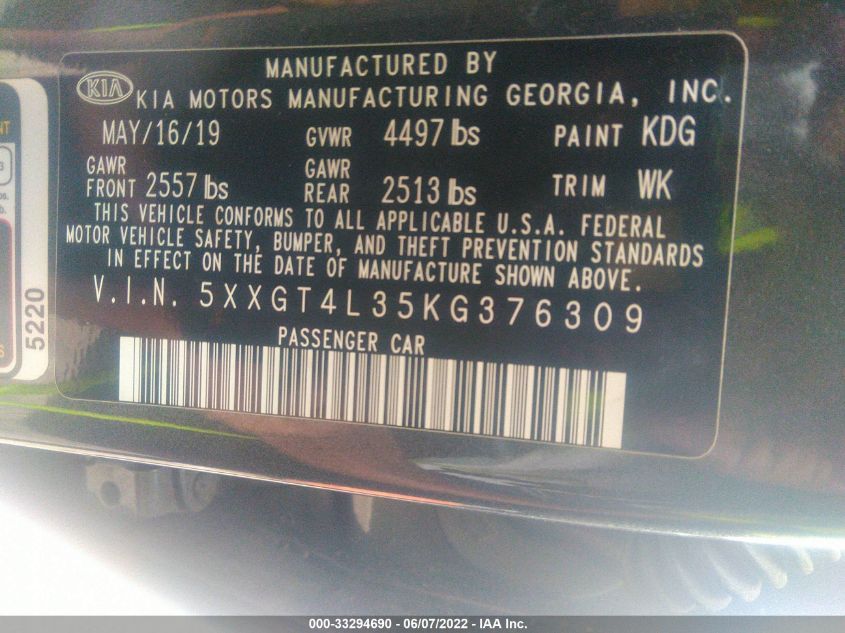 MANUFACTURED BY
KIA KIA MOTORS MANUFACTURING GEORGIA, INC.
MAY/16/19 GVWR 4497 lbs PAINT KDG
GAWR FRONT 2557 lbs GAWR REAR 2513 lbs TRIM WK
THIS VEHICLE CONFORMS TO ALL APPLICABLE U.S.A. FEDERAL
MOTOR VEHICLE SAFETY, BUMPER, AND THEFT PREVENTION STANDARDS
IN EFFECT ON THE DATE OF MANUFACTURE SHOWN ABOVE.
V.I.N. 5XXGT4L35KG376309
PASSENGER CAR
5220
000-33294690 - 06/07/2022 - IAA Inc.